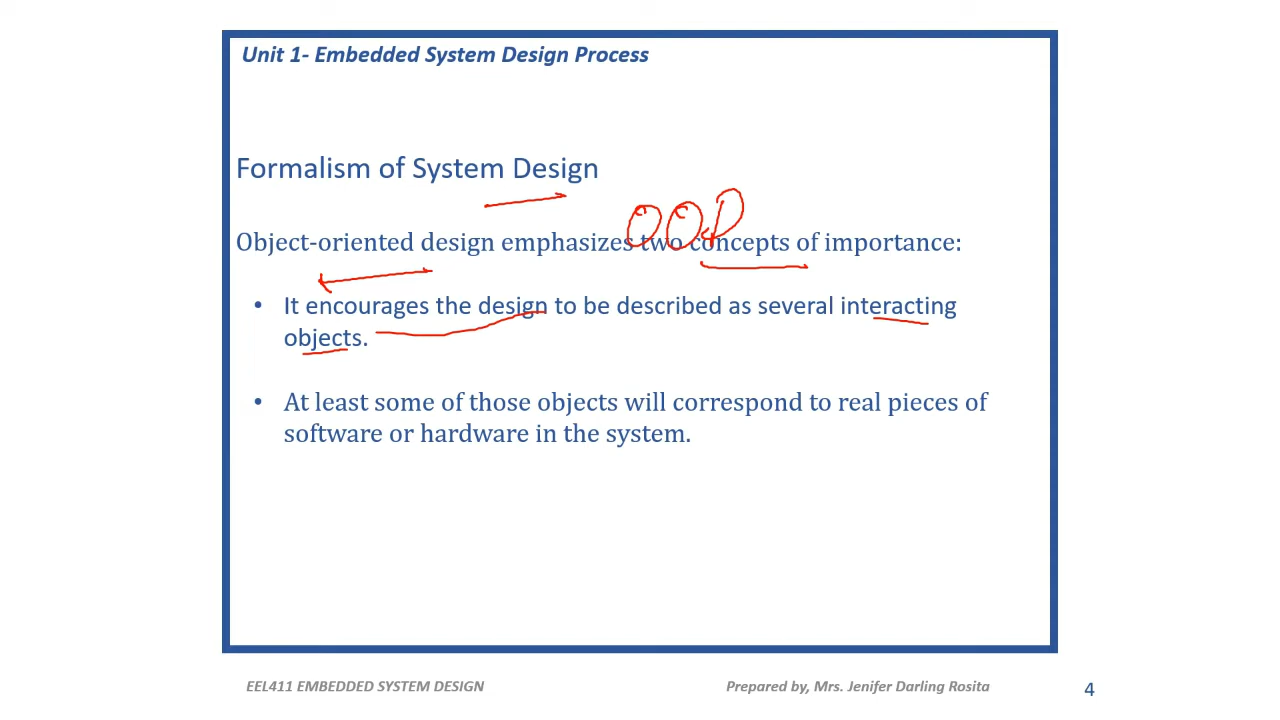 Unit 1- Embedded System Design Process
Formalism of System Design
OOD
Object-oriented design emphasizes two concepts of importance:
• It encourages the design to be described as several interacting
objects.
• At least some of those objects will correspond to real pieces of
software or hardware in the system.
EEL411 EMBEDDED SYSTEM DESIGN
Prepared by, Mrs. Jenifer Darling Rosita
4